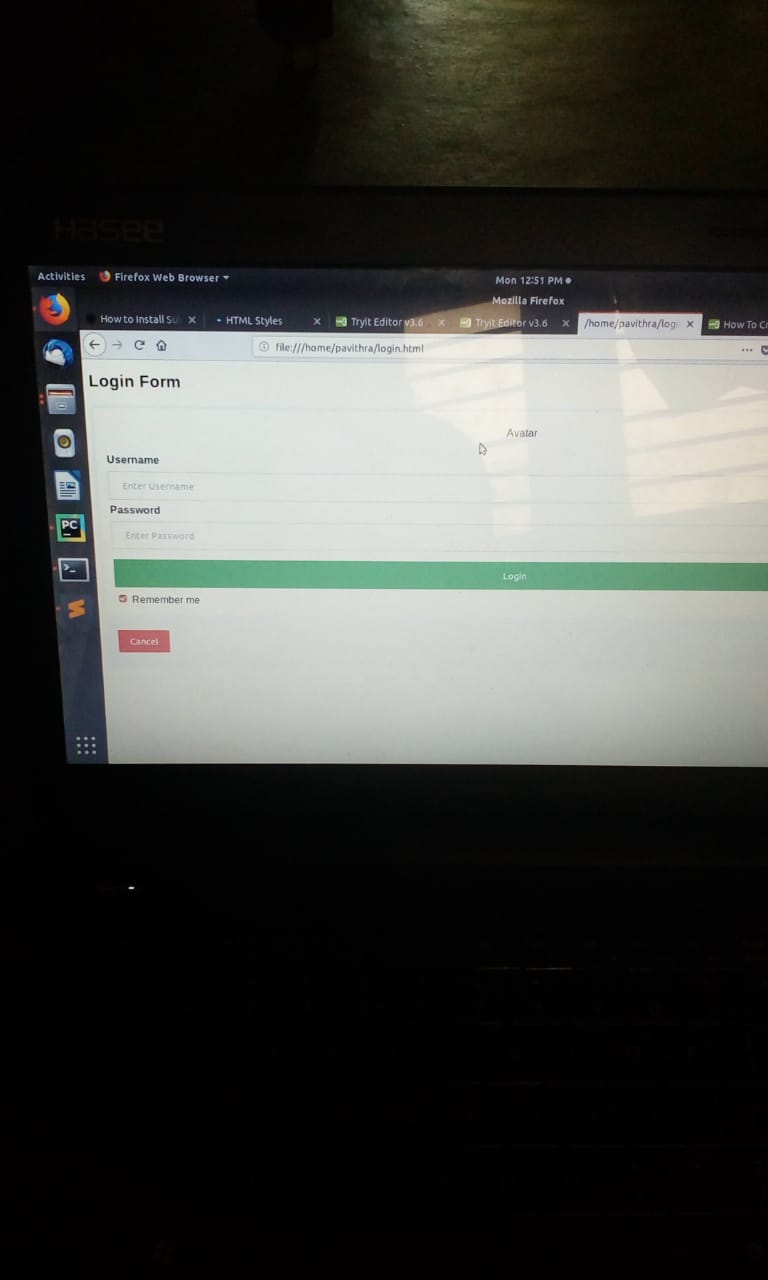 Hasee
Activities Firefox Web Browser Mon 12:51 PM
Mozilla Firefox
How to Install Su HTML Styles Tryit Editor v3.6 Tryit Editor v3.6 /home/pavithra/log How To Cr
file:///home/pavithra/login.html
Login Form
Avatar
Username
Enter Username
Password
Enter Password
PC
Login
Remember me
Cancel